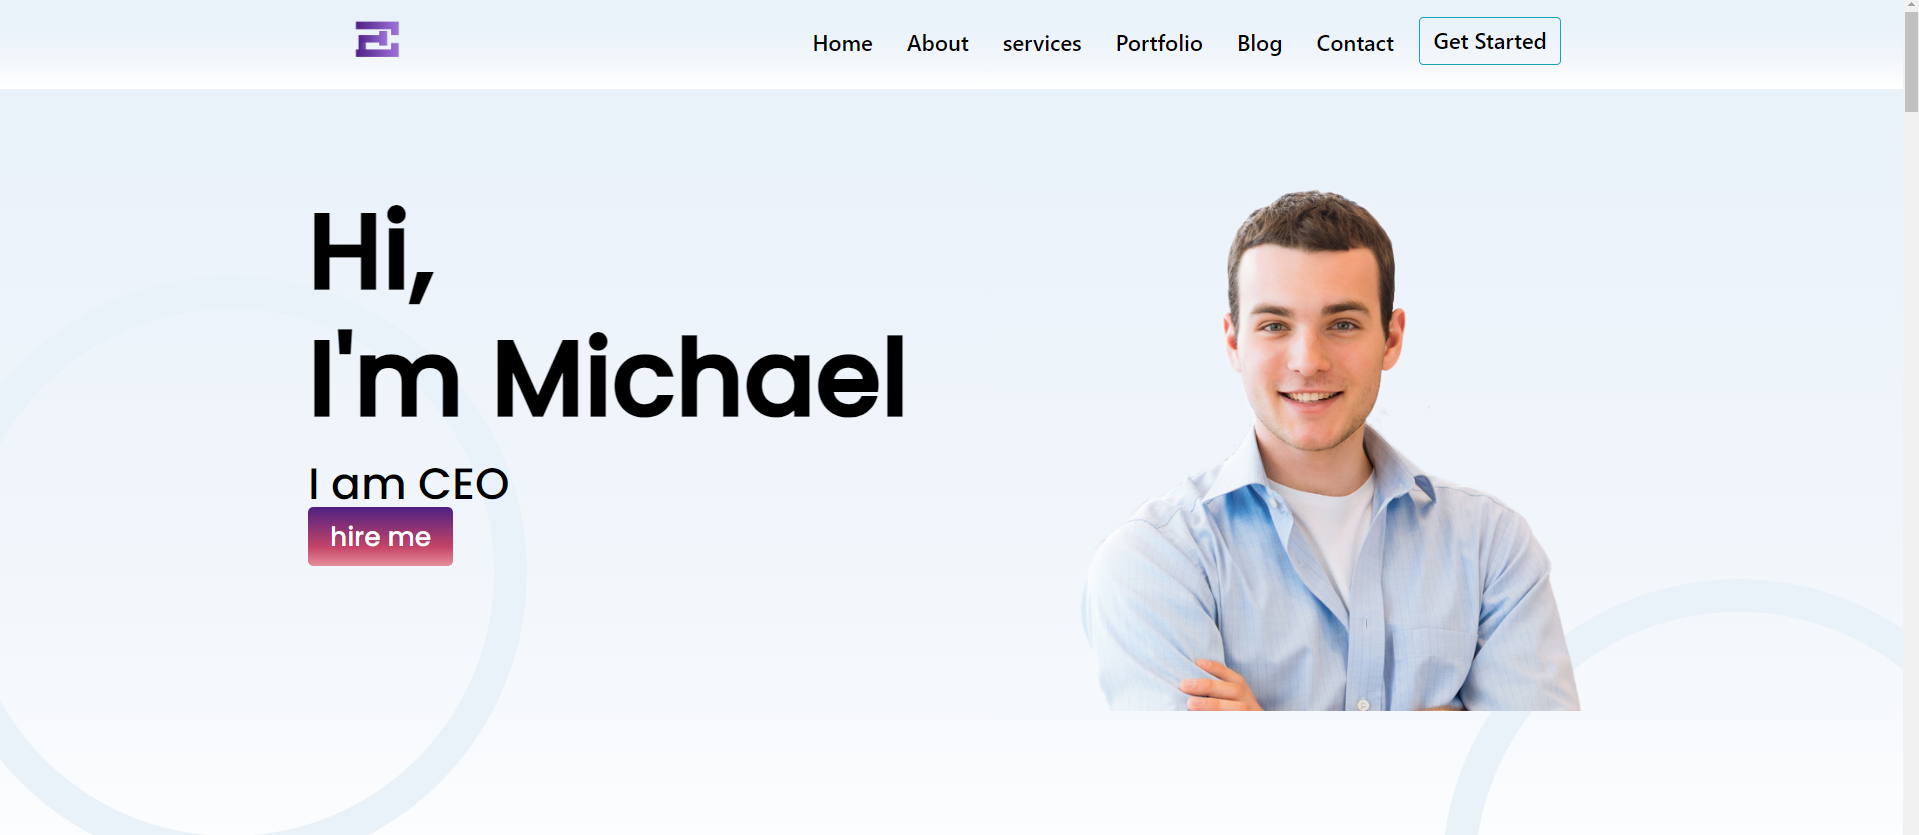 Home About services Portfolio Blog Contact Get Started
Hi,
I'm Michael
I am CEO
hire me